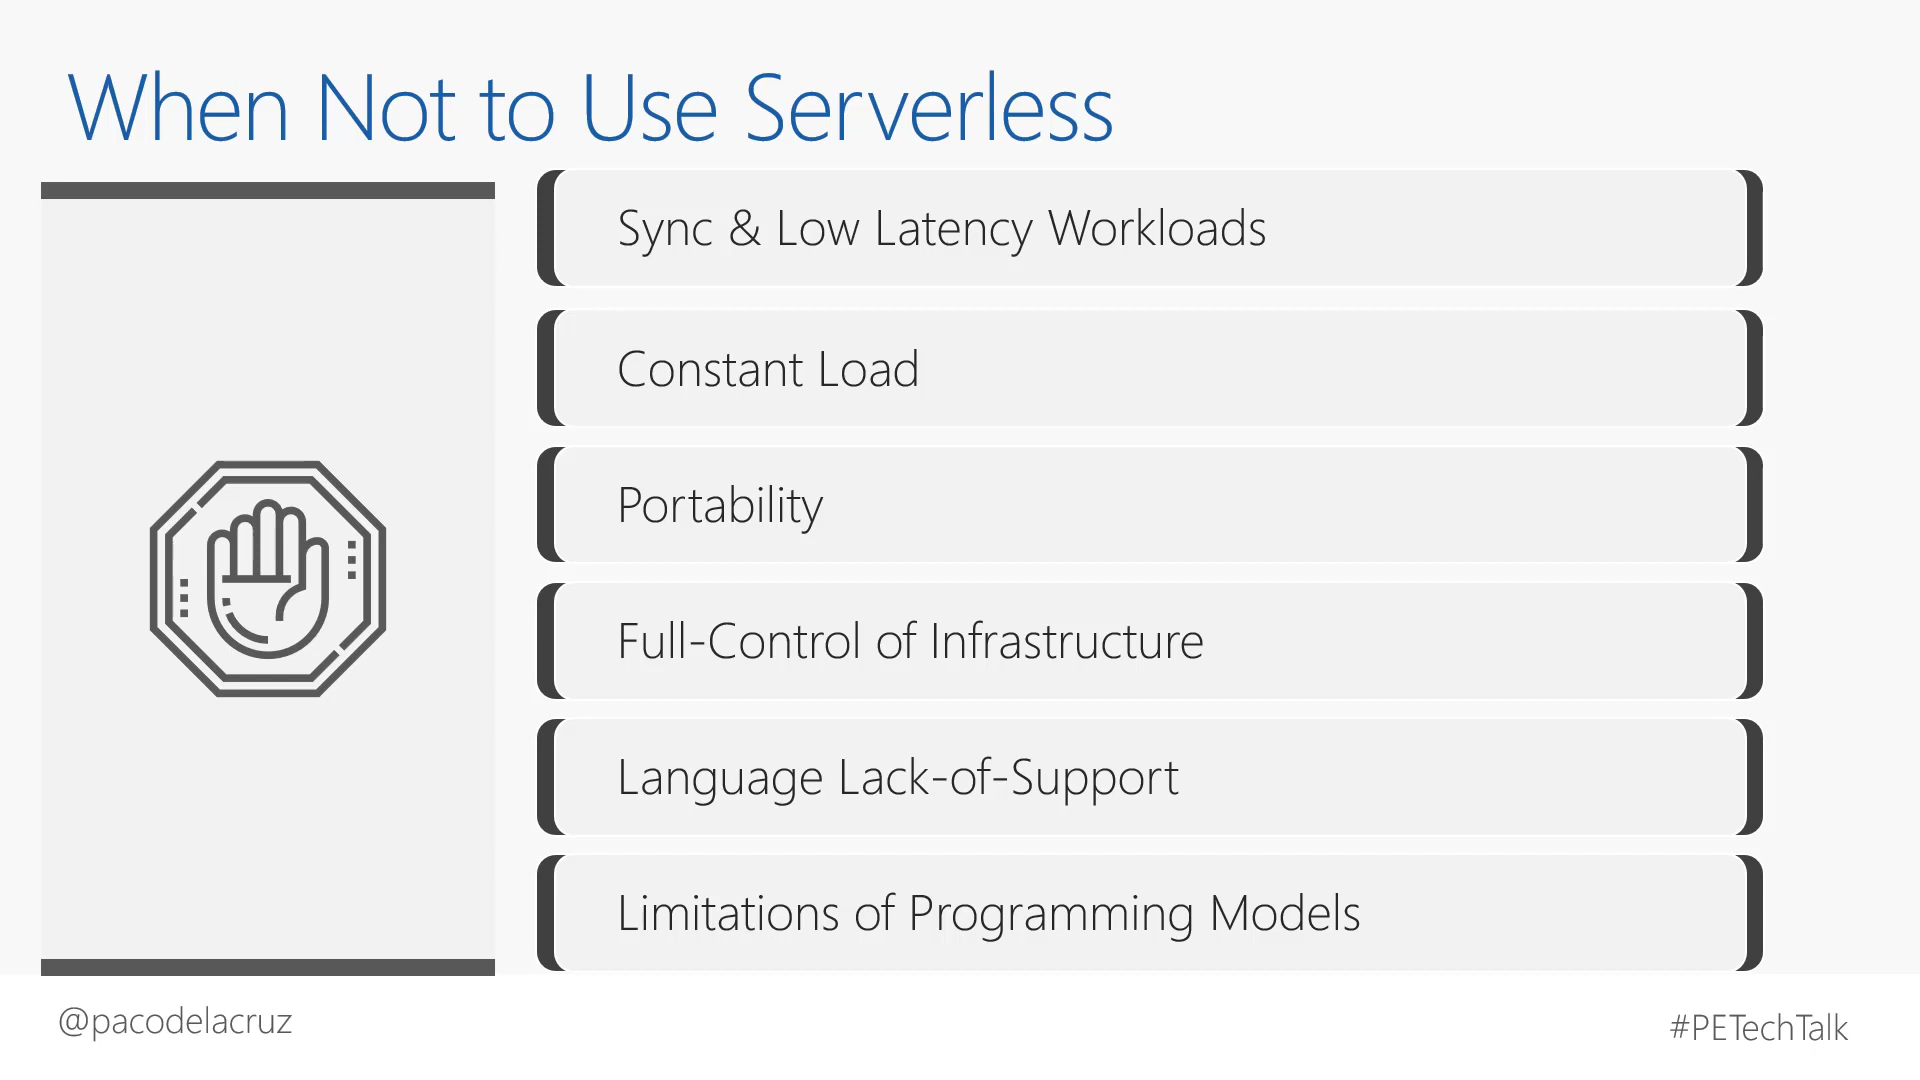 When Not to Use Serverless
Sync & Low Latency Workloads
Constant Load
Portability
Full-Control of Infrastructure
Language Lack-of-Support
Limitations of Programming Models
@pacodelacruz
#PETechTalk